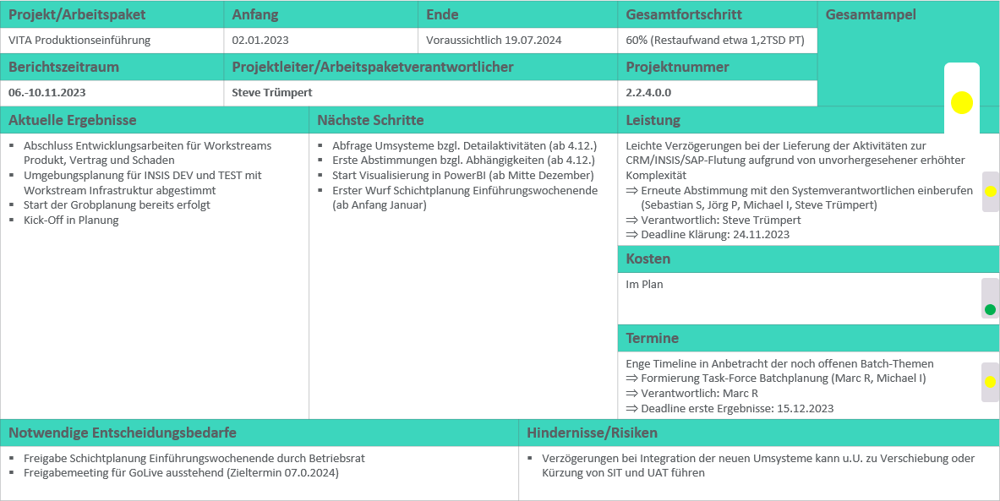 Projekt/Arbeitspaket
Anfang
Ende
Gesamtfortschritt
Gesamtampel
VITA Produktionseinführung
02.01.2023
Voraussichtlich 19.07.2024
60% (Restaufwand etwa 1,2TSD PT)
Berichtszeitraum
Projektleiter/Arbeitspaketverantwortlicher
Projektnummer
06.-10.11.2023
Steve Trümpert
2.2.4.0.0
Aktuelle Ergebnisse
▪ Abschluss Entwicklungsarbeiten für Workstreams
Produkt, Vertrag und Schaden
▪ Umgebungsplanung für INSIS DEV und TEST mit
Workstream Infrastruktur abgestimmt
▪ Start der Grobplanung bereits erfolgt
▪ Kick-Off in Planung
Nächste Schritte
▪ Abfrage Umsysteme bzgl. Detailaktivitäten (ab 4.12.)
▪ Erste Abstimmungen bzgl. Abhängigkeiten (ab 4.12.)
▪ Start Visualisierung in PowerBI (ab Mitte Dezember)
▪ Erster Wurf Schichtplanung Einführungswochenende
(ab Anfang Januar)
Leistung
Leichte Verzögerungen bei der Lieferung der Aktivitäten zur
CRM/INSIS/SAP-Flutung aufgrund von unvorhergesehener erhöhter
Komplexität
⇒ Erneute Abstimmung mit den Systemverantwortlichen einberufen
(Sebastian S, Jörg P, Michael I, Steve Trümpert)
⇒ Verantwortlich: Steve Trümpert
⇒ Deadline Klärung: 24.11.2023
Kosten
Im Plan
Termine
Enge Timeline in Anbetracht der noch offenen Batch-Themen
⇒ Formierung Task-Force Batchplanung (Marc R, Michael I)
⇒ Verantwortlich: Marc R
⇒ Deadline erste Ergebnisse: 15.12.2023
Notwendige Entscheidungsbedarfe
▪ Freigabe Schichtplanung Einführungswochenende durch Betriebsrat
▪ Freigabemeeting für GoLive ausstehend (Zieltermin 07.0.2024)
Hindernisse/Risiken
▪ Verzögerungen bei Integration der neuen Umsysteme kann u.U. zu Verschiebung oder
Kürzung von SIT und UAT führen